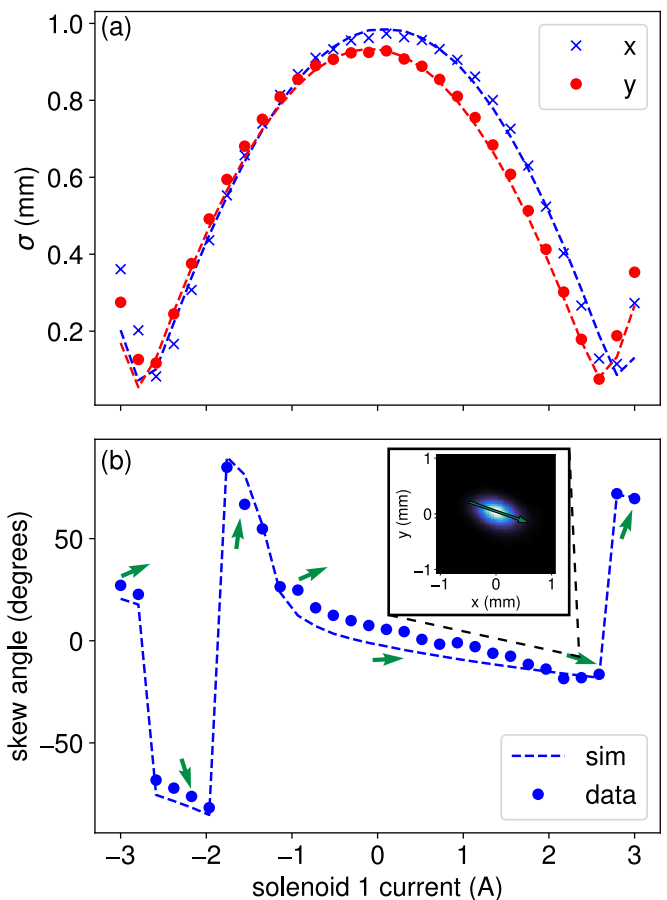 (a)
x
y
1.0
0.8
0.6
0.4
0.2
σ (mm)
(b)
1
0
−1
y (mm)
−1 0 1
x (mm)
50
0
−50
skew angle (degrees)
sim
data
−3 −2 −1 0 1 2 3
solenoid 1 current (A)